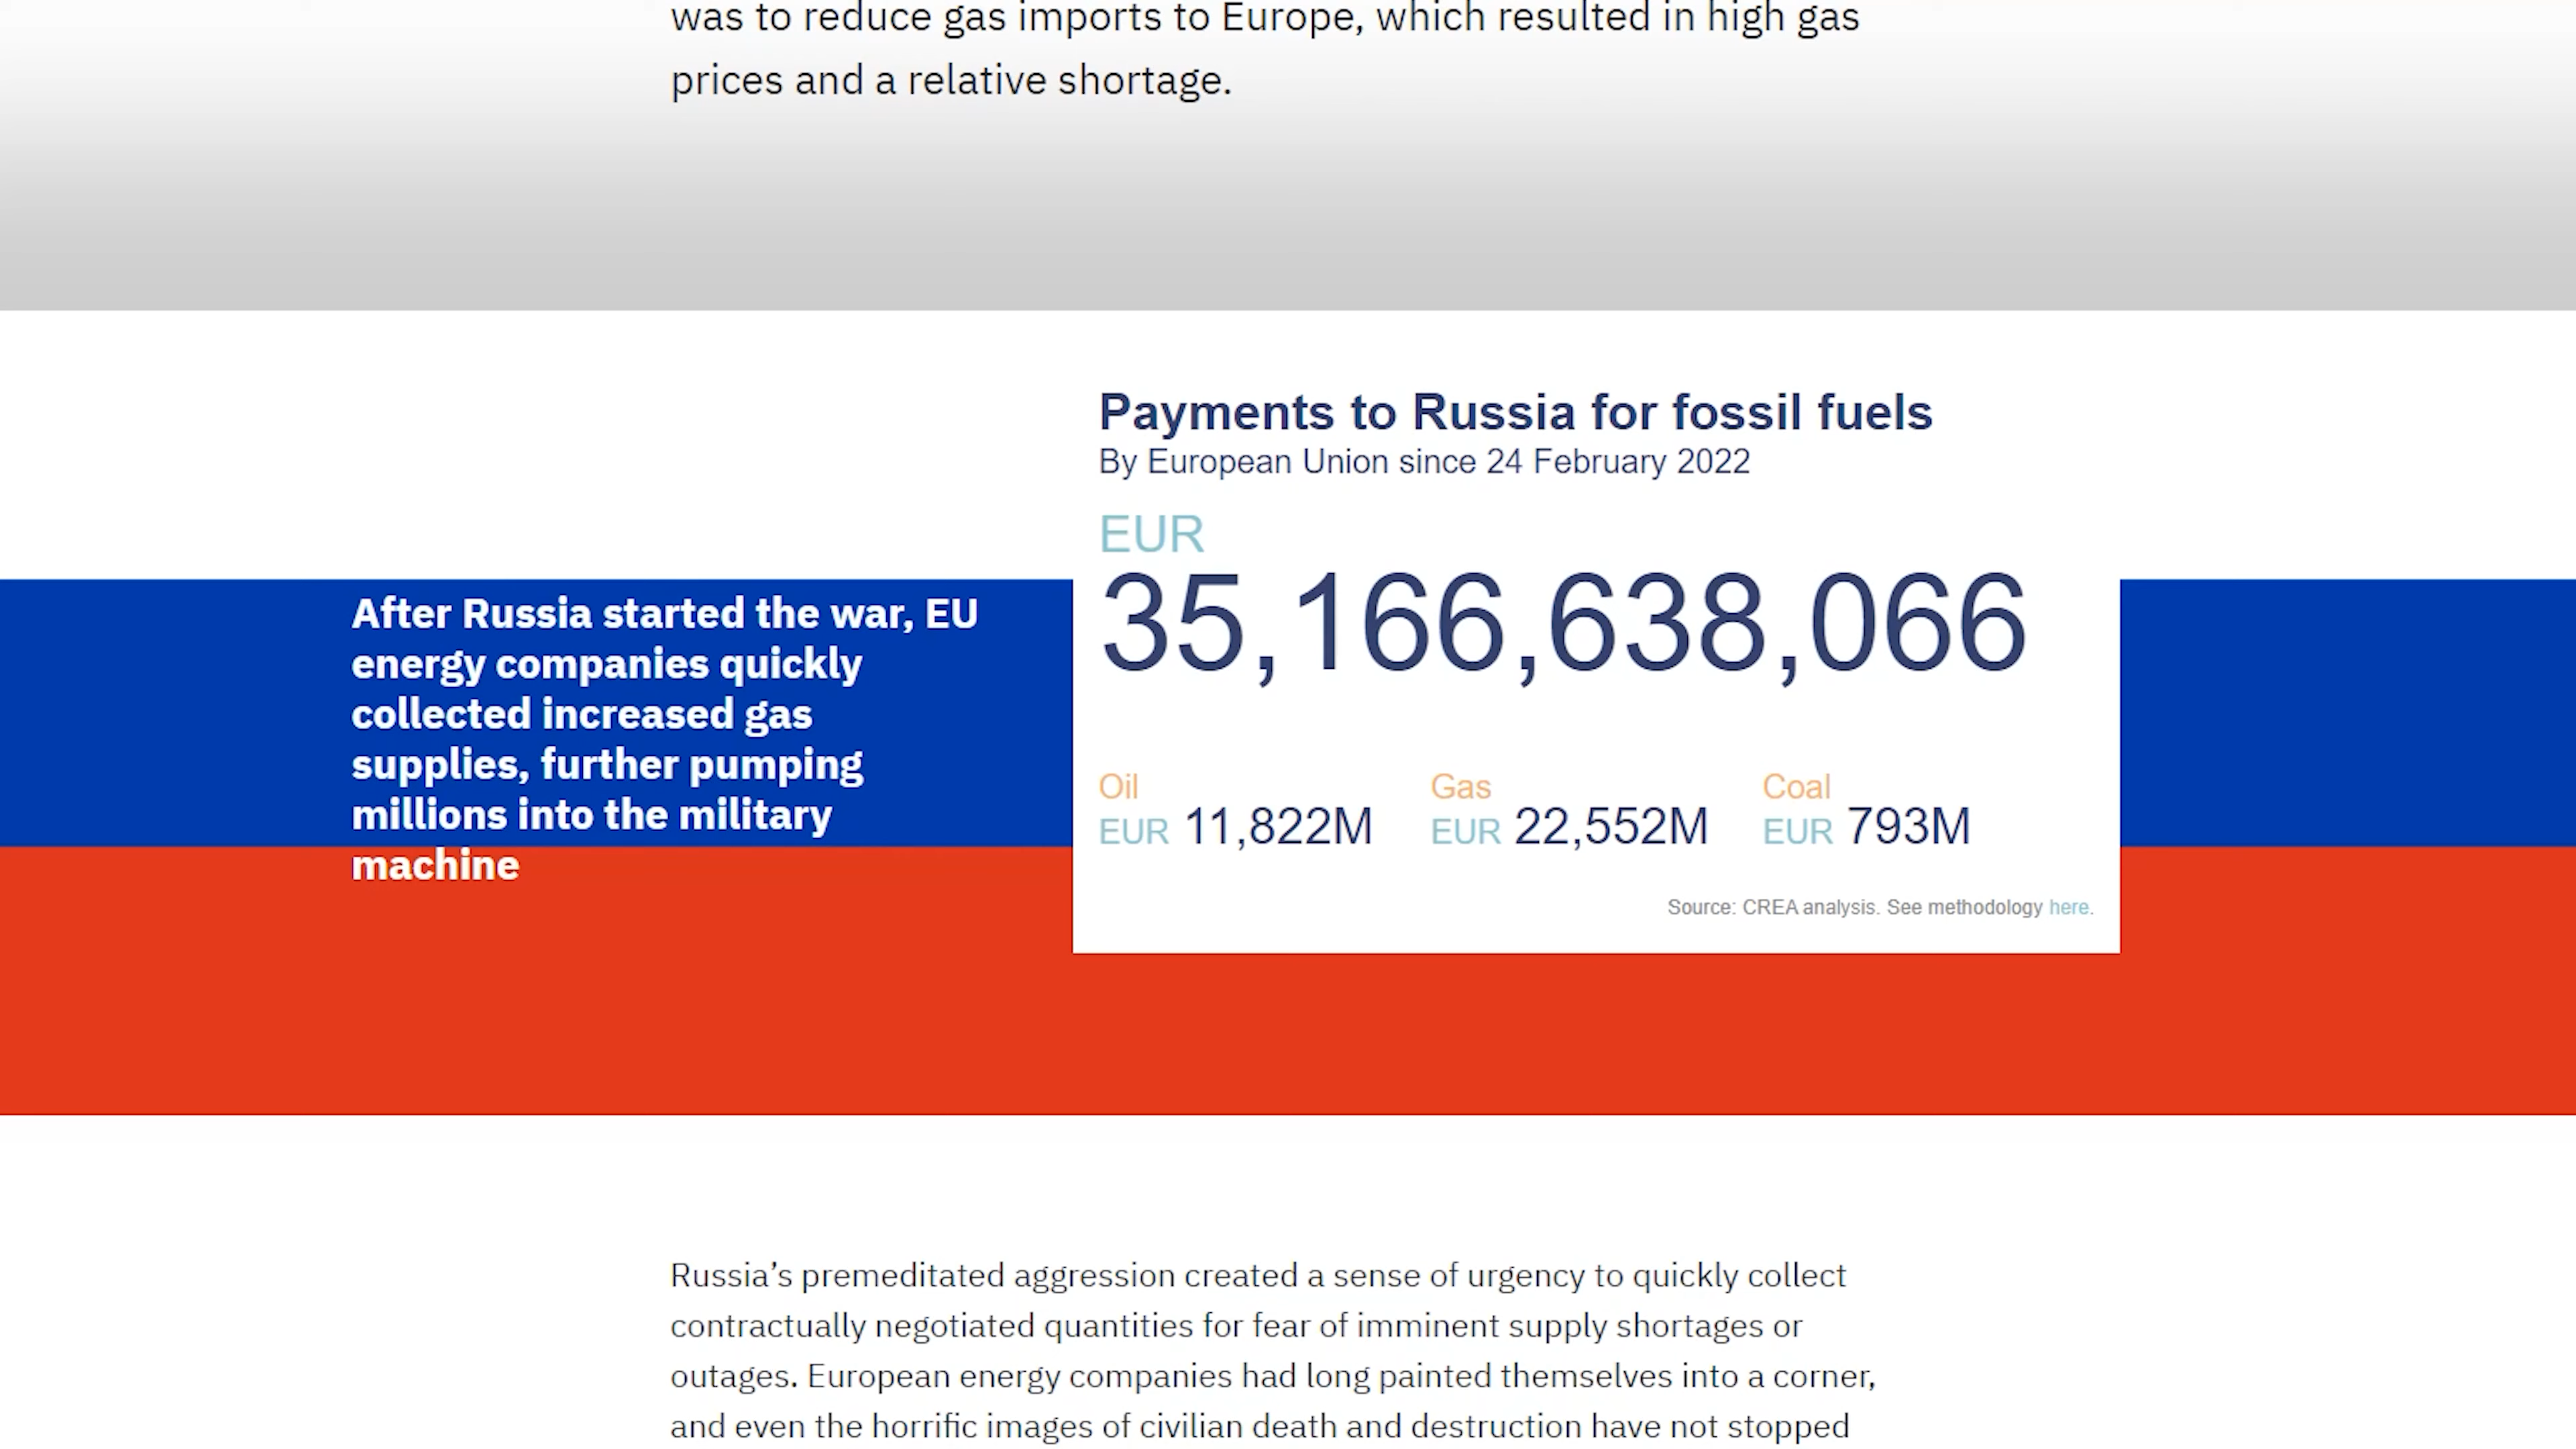 was to reduce gas imports to Europe, which resulted in high gas
prices and a relative shortage.
After Russia started the war, EU
energy companies quickly
collected increased gas
supplies, further pumping
millions into the military
machine
Payments to Russia for fossil fuels
By European Union since 24 February 2022
EUR
35,166,638,066
Oil
EUR 11,822M
Gas
EUR 22,552M
Coal
EUR 793M
Source: CREA analysis. See methodology here.
Russia’s premeditated aggression created a sense of urgency to quickly collect
contractually negotiated quantities for fear of imminent supply shortages or
outages. European energy companies had long painted themselves into a corner,
and even the horrific images of civilian death and destruction have not stopped